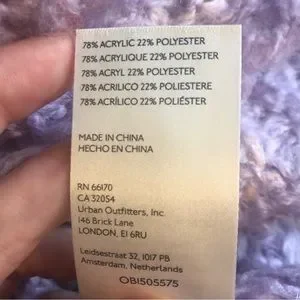 78% ACRYLIC 22% POLYESTER
78% ACRYLIQUE 22% POLYESTER
78% ACRYL 22% POLYESTER
78% ACRILICO 22% POLIESTERE
78% ACRÍLICO 22% POLIÉSTER
MADE IN CHINA
HECHO EN CHINA
RN 66170
CA 32054
Urban Outfitters, Inc.
146 Brick Lane
LONDON, E1 6RU
Leidsestraat 32, 1017 PB
Amsterdam, Netherlands
OB1505575